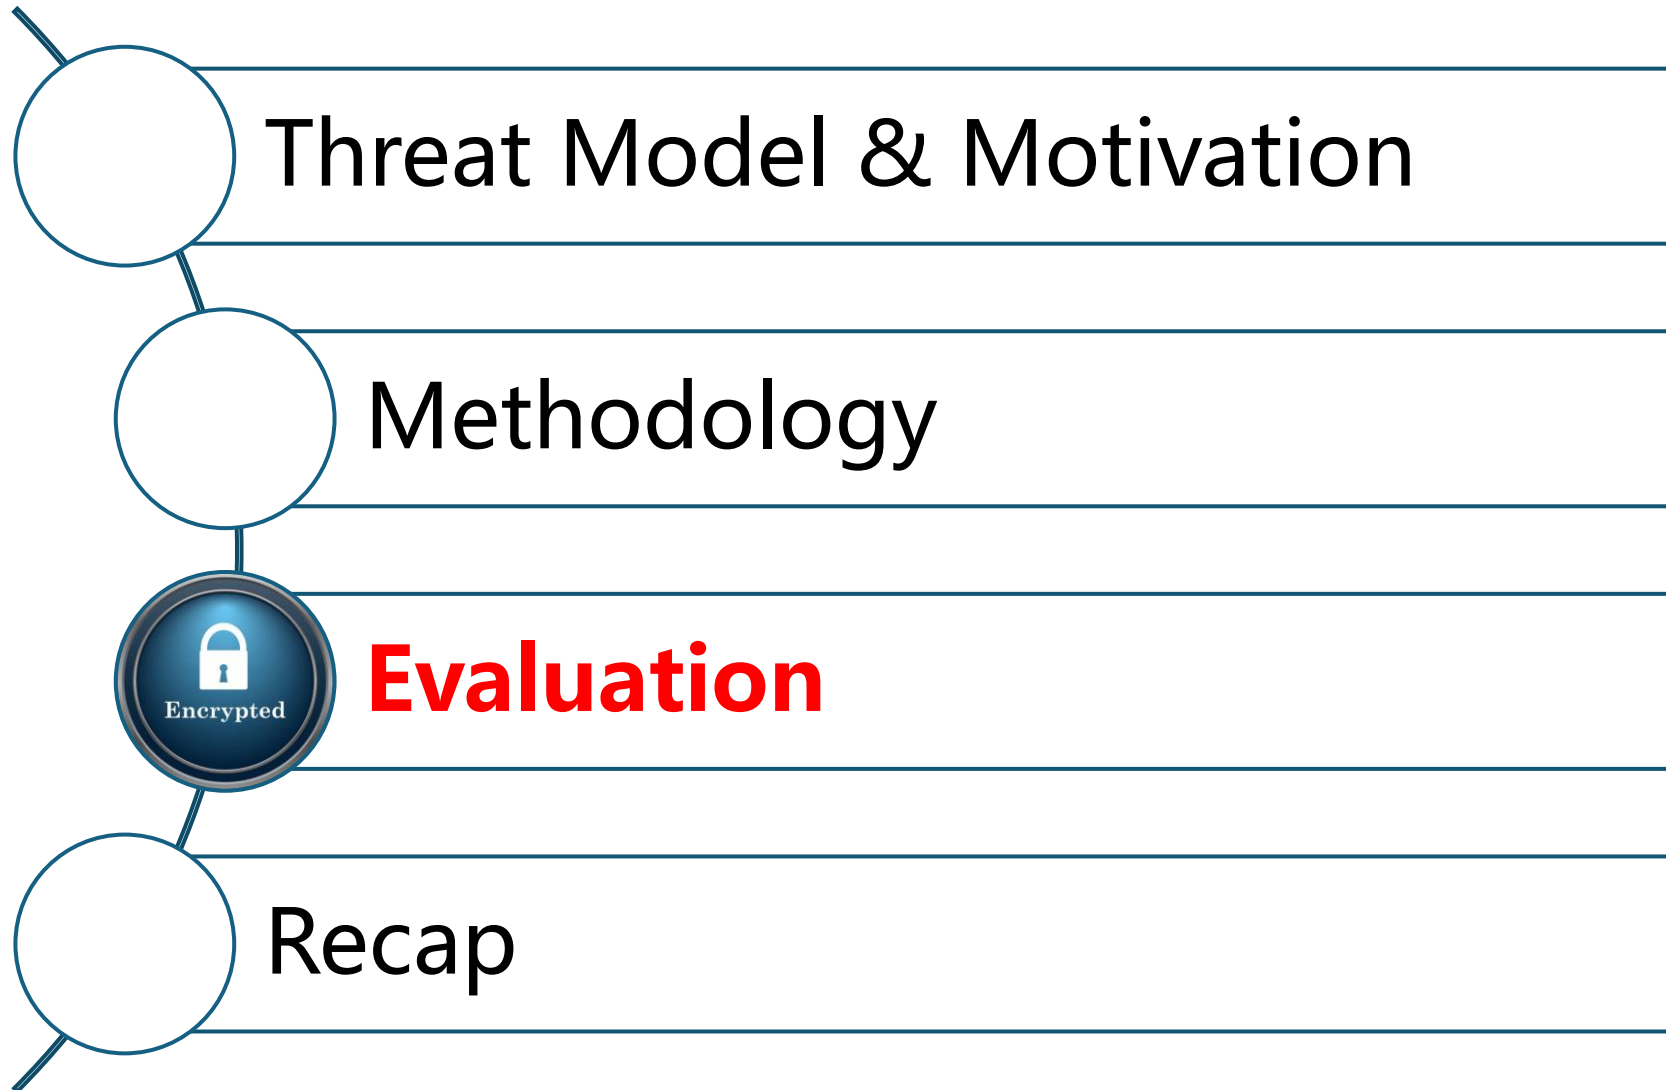 Threat Model & Motivation
Methodology
Encrypted
Evaluation
Recap